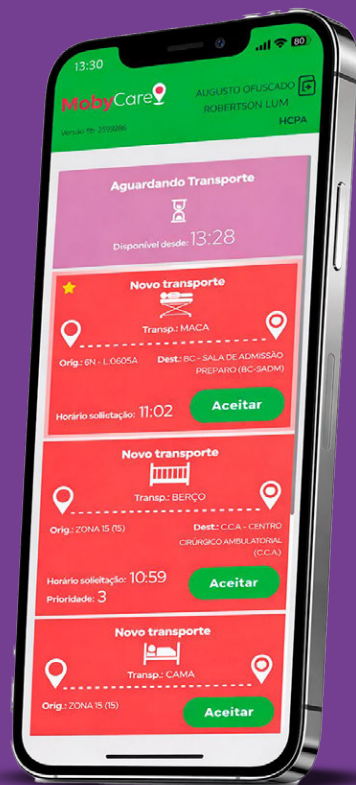 13:30
80
MobyCare
AUGUSTO OFUSCADO
ROBERTSON LUM
HCPA
Aguardando Transporte
Disponível desde: 13:28
Novo transporte
Transp.: MACA
Orig.: 6N - L:0605A
Dest.: BC - SALA DE ADMISSÃO
PREPARO (BC-SADM)
Horário solicitação: 11:02
Aceitar
Novo transporte
Transp.: BERÇO
Orig.: ZONA 15 (15)
Dest.: C.C.A - CENTRO
CIRÚRGICO AMBULATORIAL
(C.C.A.)
Horário solicitação: 10:59
Prioridade: 3
Aceitar
Novo transporte
Transp.: CAMA
Orig.: ZONA 15 (15)
Aceitar